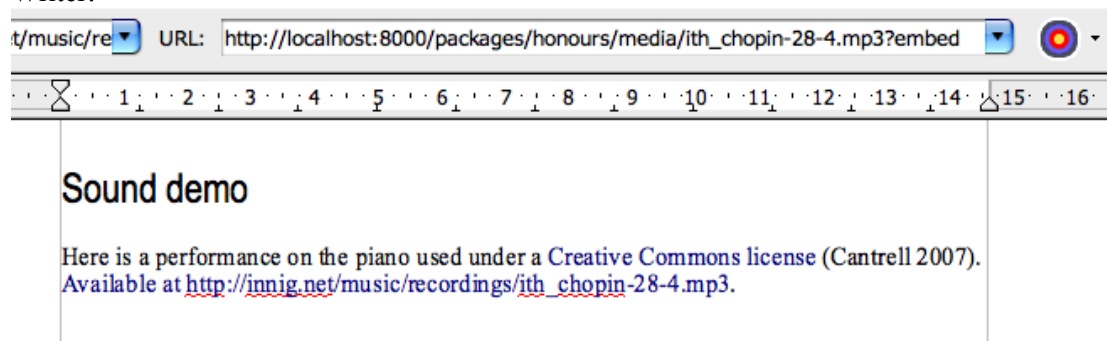 t/music/re URL: http://localhost:8000/packages/honours/media/ith_chopin-28-4.mp3?embed
1 2 3 4 5 6 7 8 9 10 11 12 13 14 15 16
Sound demo
Here is a performance on the piano used under a Creative Commons license (Cantrell 2007).
Available at http://innig.net/music/recordings/ith_chopin-28-4.mp3.